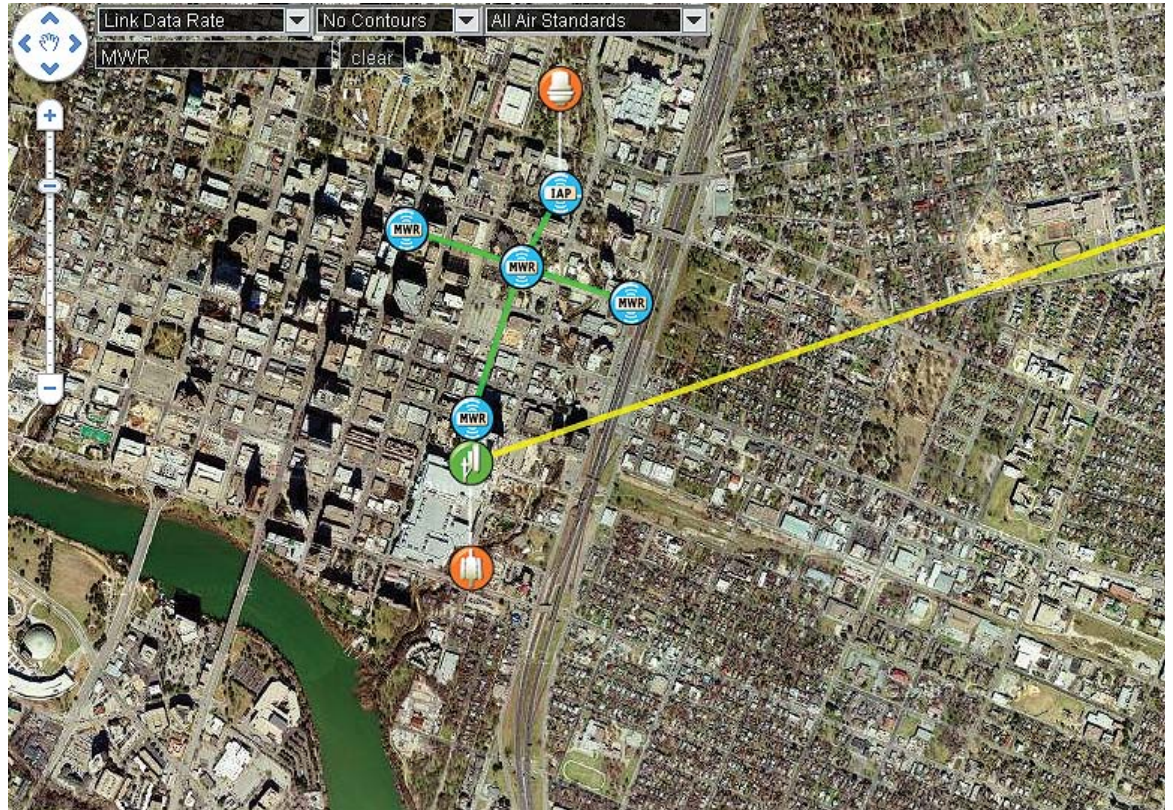 Link Data Rate No Contours All Air Standards
MWR clear
IAP
MWR
MWR
MWR
MWR